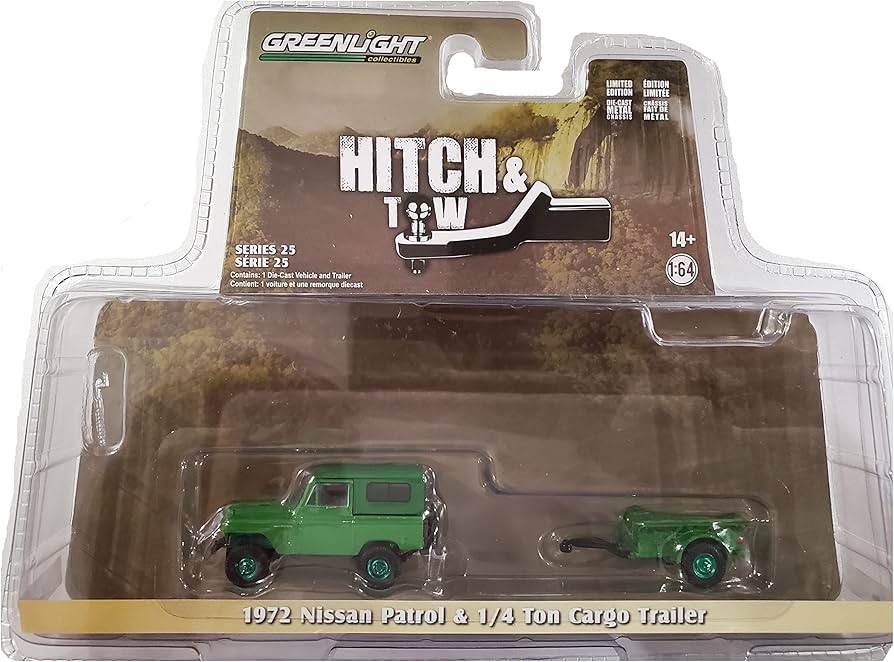 GREENLiGHT
collectibles
LIMITED EDITION
DIE-CAST METAL CHASSIS
ÉDITION LIMITÉE
CHÂSSIS FAIT DE MÉTAL
HITCH &
TOW
SERIES 25
SÉRIE 25
Contains: 1 Die-Cast Vehicle and Trailer
Contient: 1 voiture et une remorque diecast
14+
1:64
1972 Nissan Patrol & 1/4 Ton Cargo Trailer